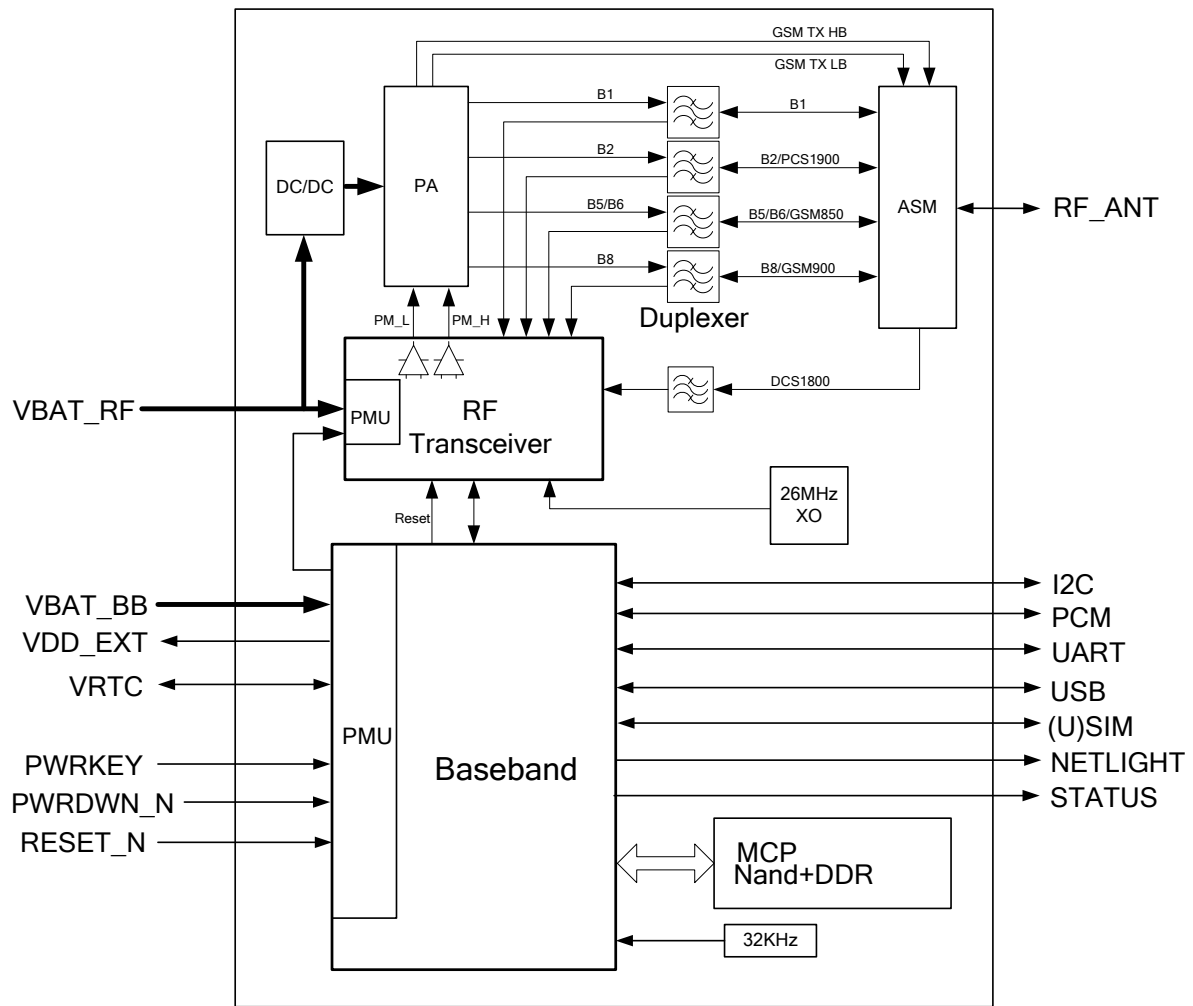 GSM TX HB
GSM TX LB
B1
B1
B2
B2/PCS1900
DC/DC
PA
B5/B6
B5/B6/GSM850
ASM
RF_ANT
B8
B8/GSM900
Duplexer
PM_L
PM_H
DCS1800
VBAT_RF
PMU
RF
Transceiver
26MHz
XO
Reset
VBAT_BB
VDD_EXT
VRTC
PWRKEY
PWRDWN_N
RESET_N
PMU
Baseband
I2C
PCM
UART
USB
(U)SIM
NETLIGHT
STATUS
MCP
Nand+DDR
32KHz